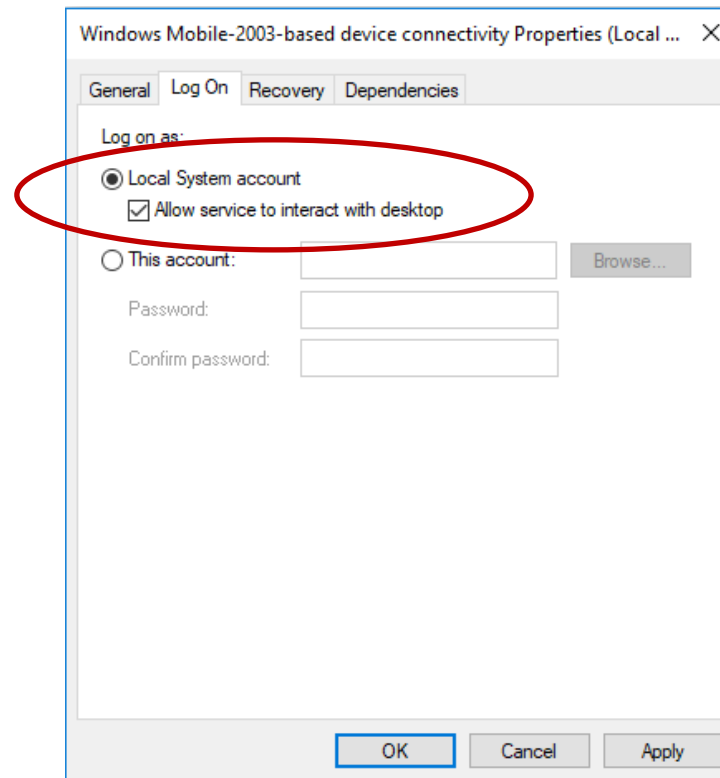 Windows Mobile-2003-based device connectivity Properties (Local ...
General Log On Recovery Dependencies
Log on as:
Local System account
Allow service to interact with desktop
This account: Browse...
Password:
Confirm password:
OK Cancel Apply